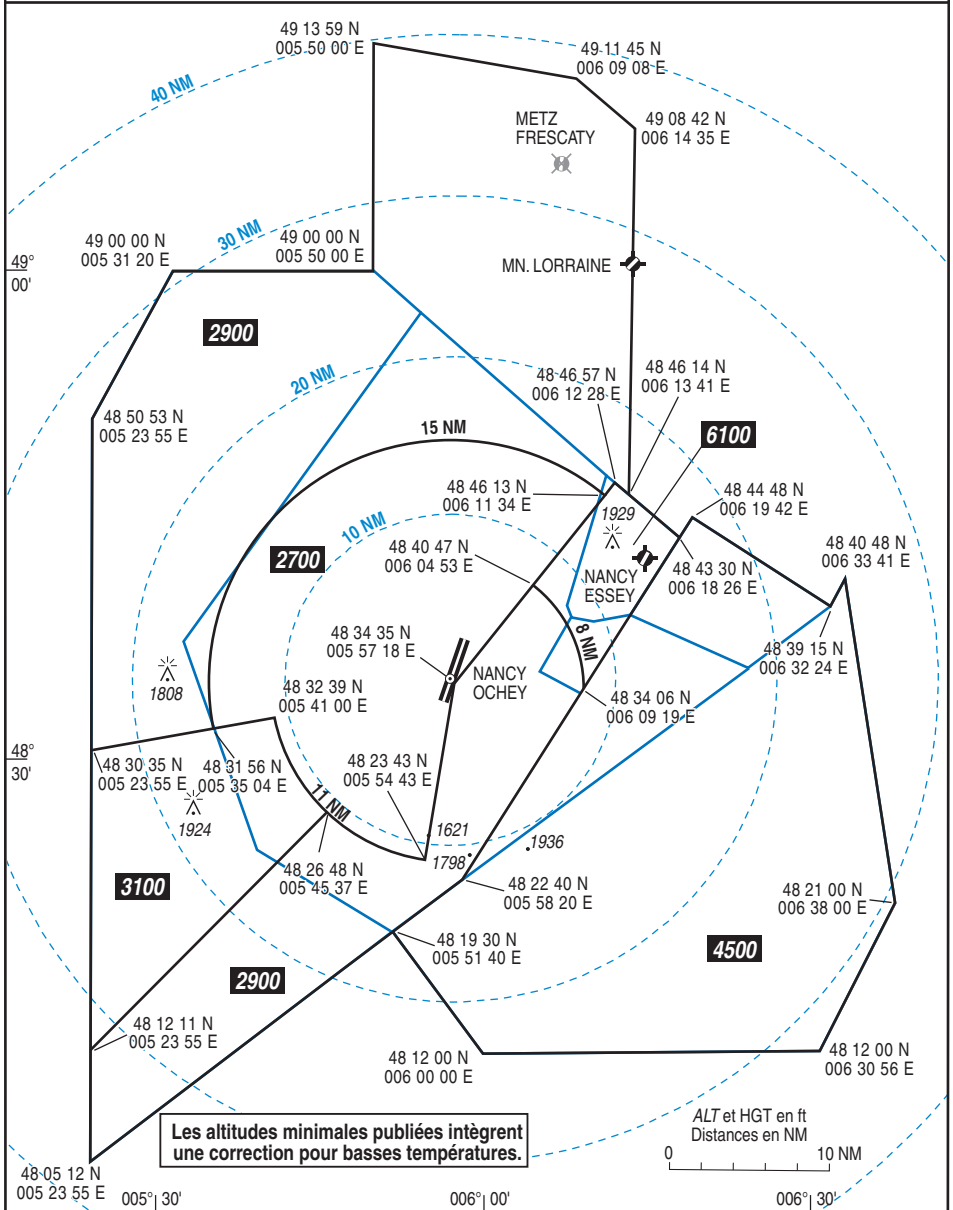 49 13 59 N
005 50 00 E
49 11 45 N
006 09 08 E
40 NM
METZ
FRESCATY
49 08 42 N
006 14 35 E
30 NM
49 00 00 N
005 31 20 E
49 00 00 N
005 50 00 E
49°
00'
MN. LORRAINE
2900
20 NM
48 46 57 N
006 12 28 E
48 46 14 N
006 13 41 E
48 50 53 N
005 23 55 E
15 NM
6100
48 46 13 N
006 11 34 E
1929
48 44 48 N
006 19 42 E
10 NM
2700
48 40 47 N
006 04 53 E
48 40 48 N
006 33 41 E
NANCY
ESSEY
48 43 30 N
006 18 26 E
8 NM
48 34 35 N
005 57 18 E
48 39 15 N
006 32 24 E
NANCY
OCHEY
1808
48 32 39 N
005 41 00 E
48 34 06 N
006 09 19 E
48°
30'
48 30 35 N
005 23 55 E
48 31 56 N
005 35 04 E
48 23 43 N
005 54 43 E
11 NM
1924
1621
1798
1936
48 26 48 N
005 45 37 E
3100
48 22 40 N
005 58 20 E
48 21 00 N
006 38 00 E
48 19 30 N
005 51 40 E
4500
2900
48 12 11 N
005 23 55 E
48 12 00 N
006 00 00 E
48 12 00 N
006 30 56 E
Les altitudes minimales publiées intègrent
une correction pour basses températures.
ALT et HGT en ft
Distances en NM
0 10 NM
48 05 12 N
005 23 55 E
005° 30'
006° 00'
006° 30'